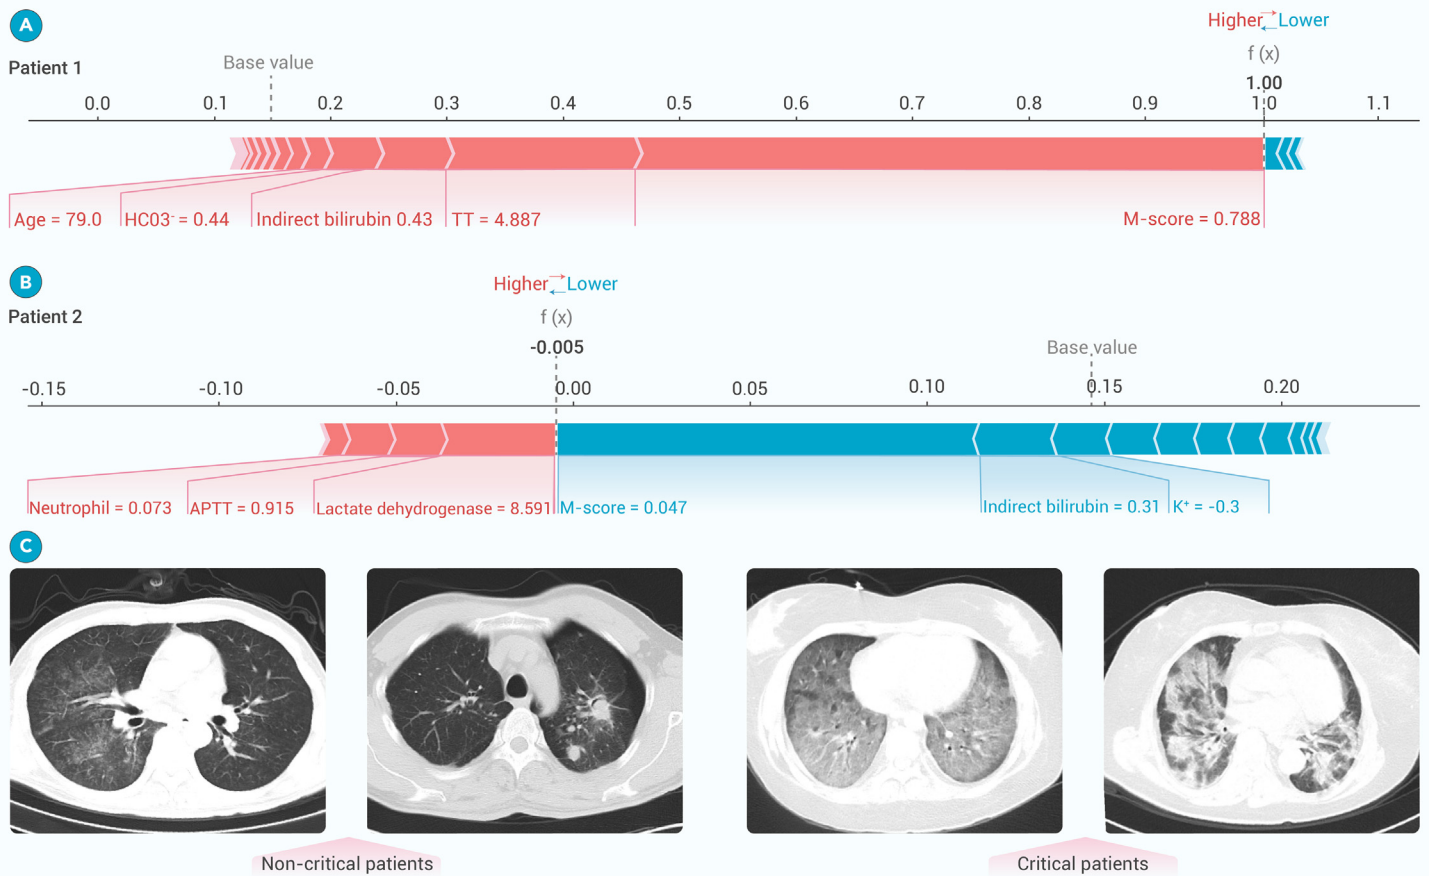 A
Higher Lower
f (x)
Patient 1
Base value
1.00
0.0 0.1 0.2 0.3 0.4 0.5 0.6 0.7 0.8 0.9 1.0 1.1
Age = 79.0 HC03- = 0.44 Indirect bilirubin 0.43 TT = 4.887 M-score = 0.788
B
Higher Lower
Patient 2
f (x)
-0.005
Base value
-0.15 -0.10 -0.05 0.00 0.05 0.10 0.15 0.20
Neutrophil = 0.073 APTT = 0.915 Lactate dehydrogenase = 8.591 M-score = 0.047 Indirect bilirubin = 0.31 K+ = -0.3
C
Non-critical patients Critical patients